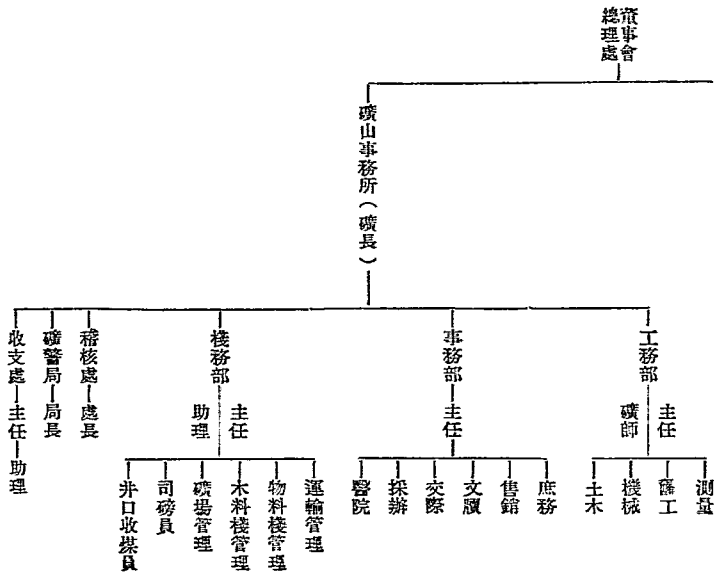 董事會
總理處
礦山事務所(礦長)
工務部
主任
礦師
測量
機械
土木
事務部
主任
庶務
售銷
文牘
交際
採辦
醫院
棧務部
主任
助理
運輸管理
物料棧管理
木料棧管理
礦場管理
司磅員
井口收煤員
稽核處
處長
礦警局
局長
收支處
主任
助理